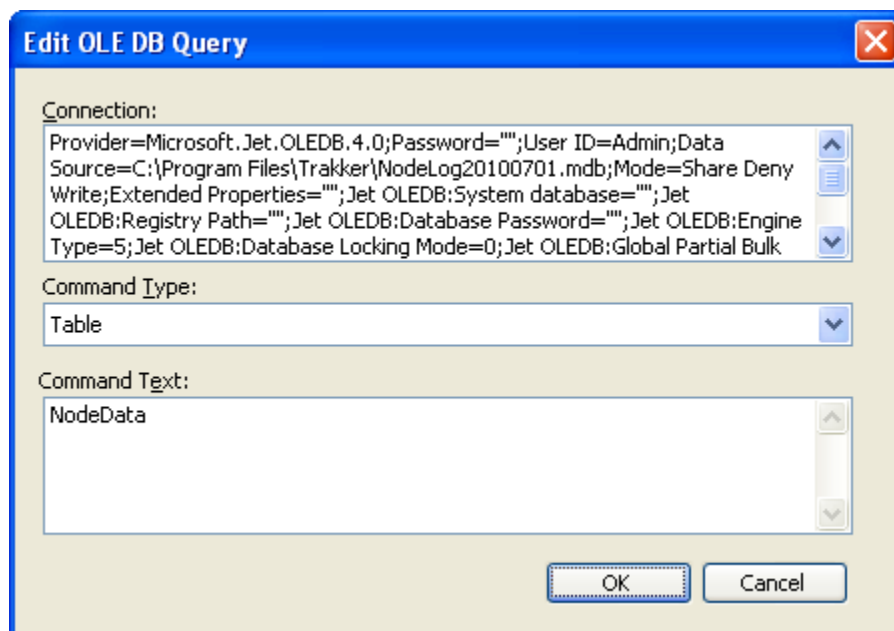 Edit OLE DB Query
Connection:
Provider=Microsoft.Jet.OLEDB.4.0;Password="";User ID=Admin;Data
Source=C:\Program Files\Trakker\NodeLog20100701.mdb;Mode=Share Deny
Write;Extended Properties="";Jet OLEDB:System database="";Jet
OLEDB:Registry Path="";Jet OLEDB:Database Password="";Jet OLEDB:Engine
Type=5;Jet OLEDB:Database Locking Mode=0;Jet OLEDB:Global Partial Bulk
Command Type:
Table
Command Text:
NodeData
OK Cancel